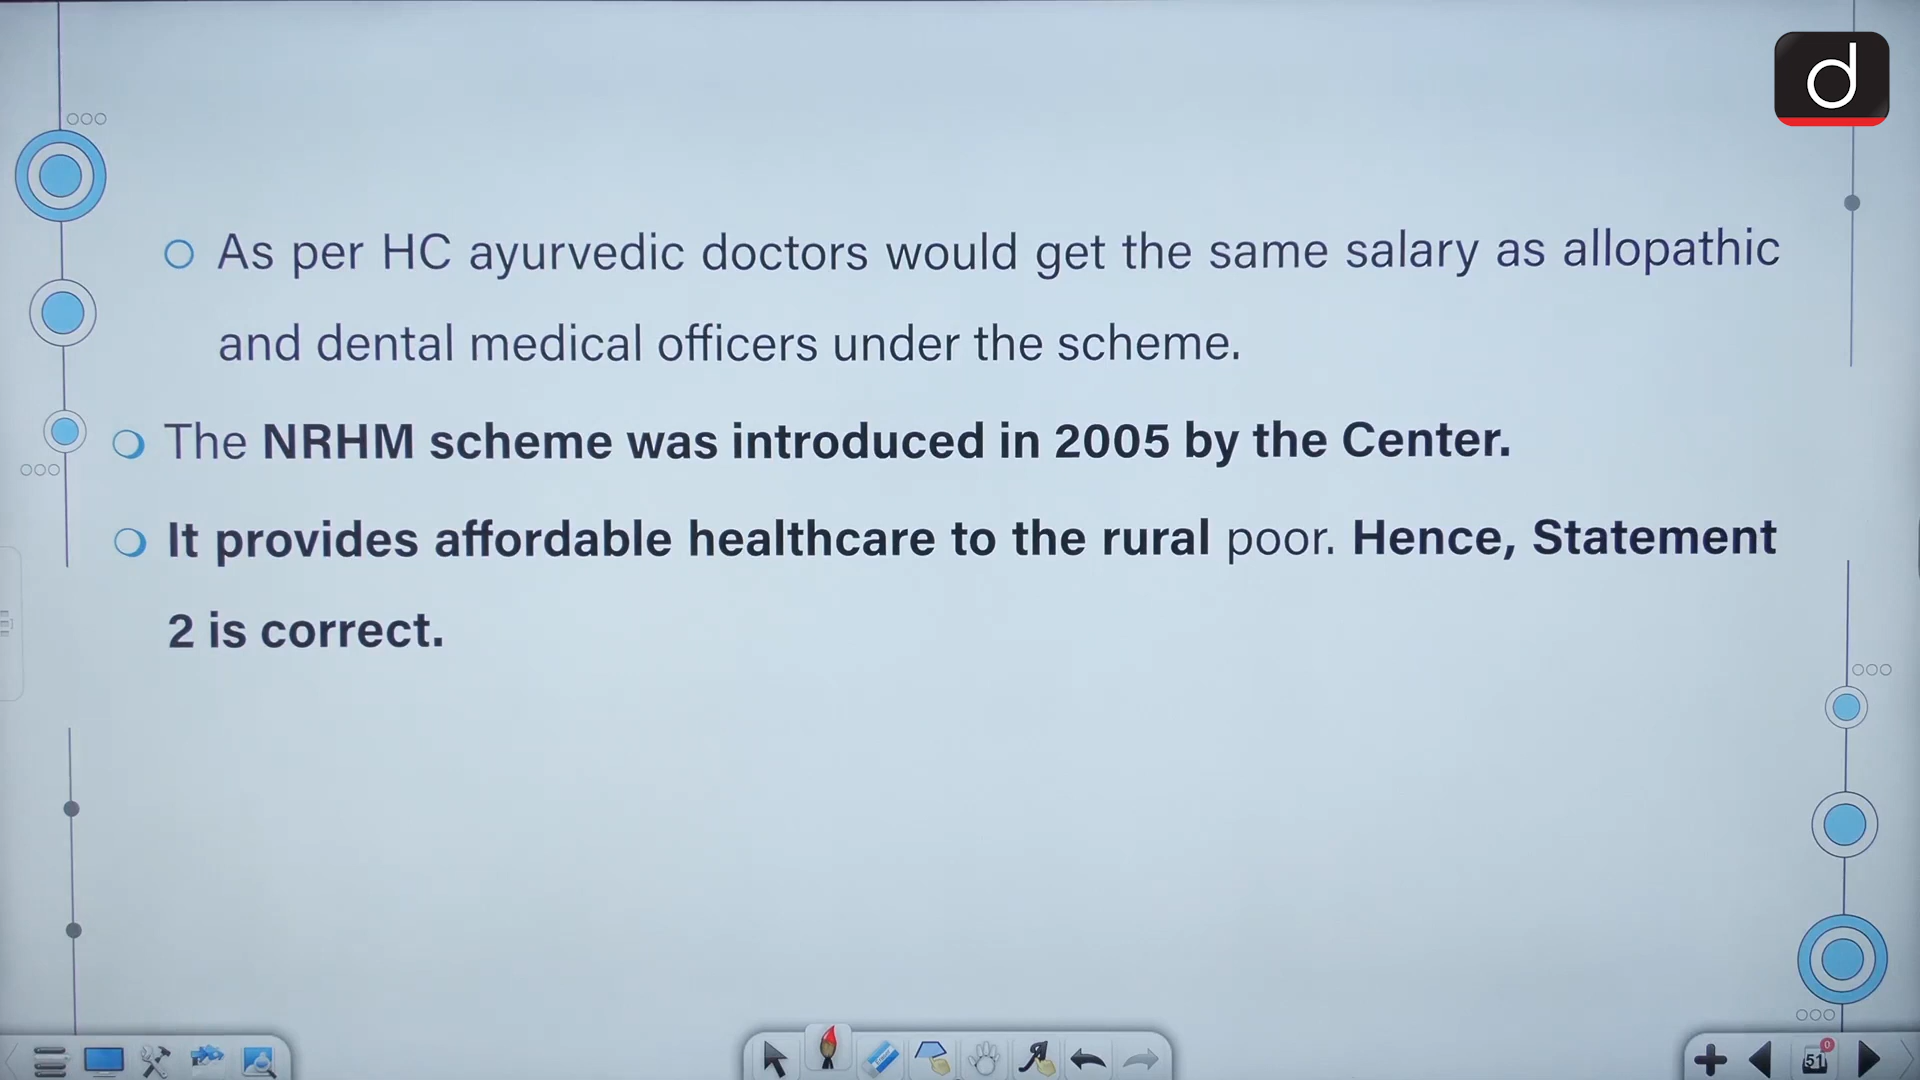 d
As per HC ayurvedic doctors would get the same salary as allopathic
and dental medical officers under the scheme.
The NRHM scheme was introduced in 2005 by the Center.
It provides affordable healthcare to the rural poor. Hence, Statement
2 is correct.
0
51